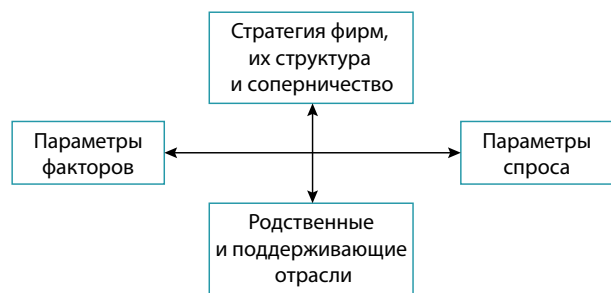 Стратегия фирм,
их структура
и соперничество
Параметры
факторов
Параметры
спроса
Родственные
и поддерживающие
отрасли